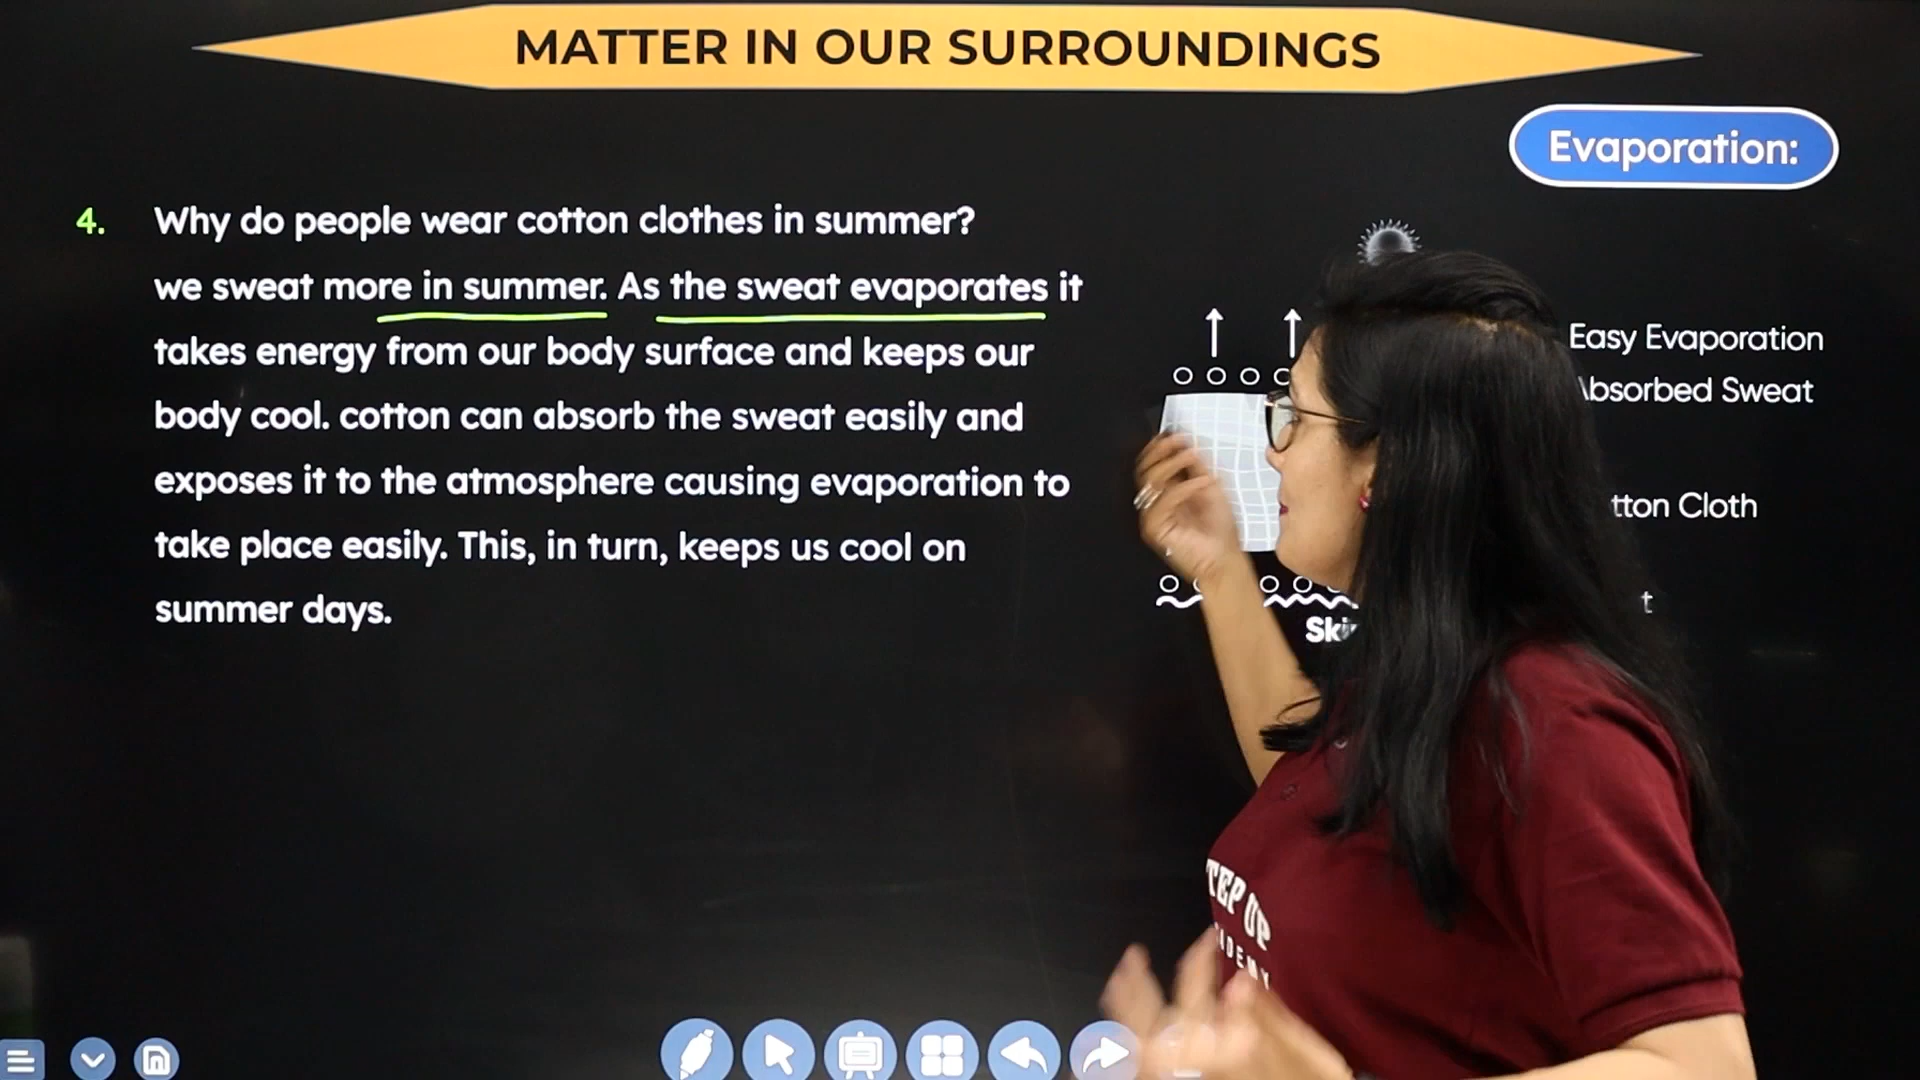 MATTER IN OUR SURROUNDINGS
Evaporation:
4. Why do people wear cotton clothes in summer?
we sweat more in summer. As the sweat evaporates it
takes energy from our body surface and keeps our
body cool. cotton can absorb the sweat easily and
exposes it to the atmosphere causing evaporation to
take place easily. This, in turn, keeps us cool on
summer days.
Easy Evaporation
Absorbed Sweat
Cloth